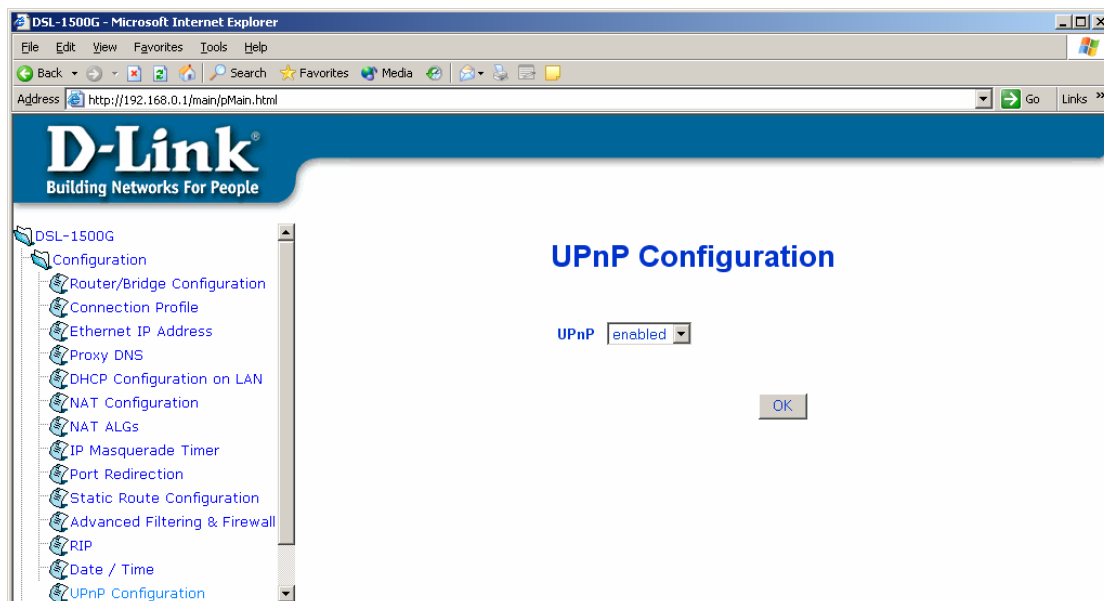 DSL-1500G - Microsoft Internet Explorer
File Edit View Favorites Tools Help
Back Search Favorites Media
Address http://192.168.0.1/main/pMain.html Go Links »
D-Link®
Building Networks For People
DSL-1500G
Configuration
Router/Bridge Configuration
Connection Profile
Ethernet IP Address
Proxy DNS
DHCP Configuration on LAN
NAT Configuration
NAT ALGs
IP Masquerade Timer
Port Redirection
Static Route Configuration
Advanced Filtering & Firewall
RIP
Date / Time
UPnP Configuration
UPnP Configuration
UPnP enabled
OK